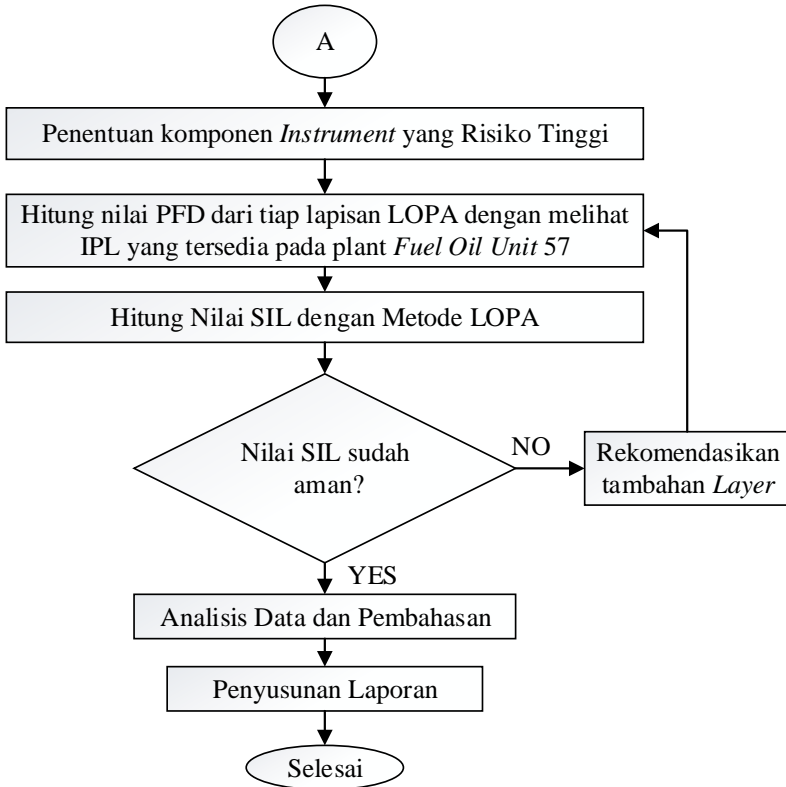 A
Penentuan komponen Instrument yang Risiko Tinggi
Hitung nilai PFD dari tiap lapisan LOPA dengan melihat
IPL yang tersedia pada plant Fuel Oil Unit 57
Hitung Nilai SIL dengan Metode LOPA
Nilai SIL sudah
aman?
NO
Rekomendasikan
tambahan Layer
YES
Analisis Data dan Pembahasan
Penyusunan Laporan
Selesai